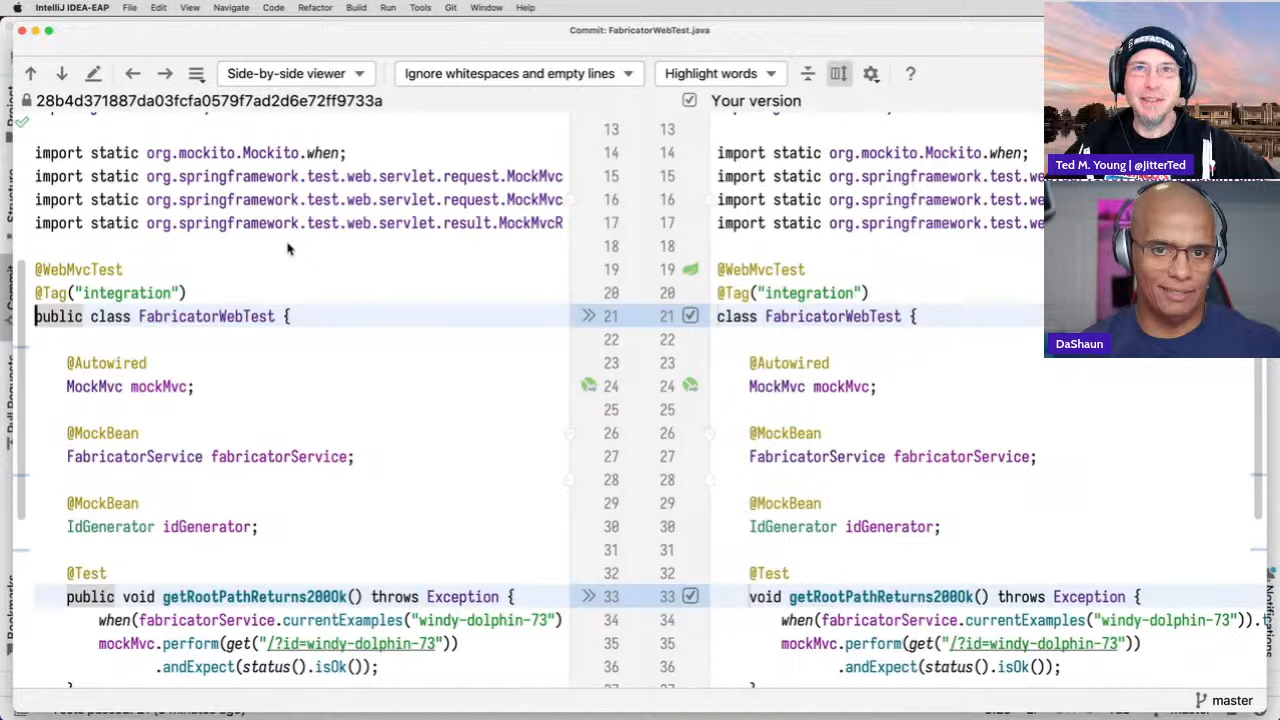 IntelliJ IDEA-EAP File Edit View Navigate Code Refactor Build Run Tools Git Window Help
Commit: FabricatorWebTest.java
Side-by-side viewer Ignore whitespaces and empty lines Highlight words ?
28b4d371887da03fcfa0579f7ad2d6e72ff9733a Your version
13 13
import static org.mockito.Mockito.when; 14 14 import static org.mockito.Mockito.when;
import static org.springframework.test.web.servlet.request.MockMvc 15 15 import static org.springframework.test.we
import static org.springframework.test.web.servlet.request.MockMvc 16 16 import static org.springframework.test.we
import static org.springframework.test.web.servlet.result.MockMvcR 17 17 import static org.springframework.test.we
18 18
@WebMvcTest 19 19 @WebMvcTest
@Tag("integration") 20 20 @Tag("integration")
public class FabricatorWebTest { 21 21 class FabricatorWebTest {
22 22
@Autowired 23 23 @Autowired
MockMvc mockMvc; 24 24 MockMvc mockMvc;
25 25
@MockBean 26 26 @MockBean
FabricatorService fabricatorService; 27 27 FabricatorService fabricatorService;
28 28
@MockBean 29 29 @MockBean
IdGenerator idGenerator; 30 30 IdGenerator idGenerator;
31 31
@Test 32 32 @Test
public void getRootPathReturns200Ok() throws Exception { 33 33 void getRootPathReturns200Ok() throws Exception {
when(fabricatorService.currentExamples("windy-dolphin-73") 34 34 when(fabricatorService.currentExamples("windy-dolphin-73")).
mockMvc.perform(get("/?id=windy-dolphin-73")) 35 35 mockMvc.perform(get("/?id=windy-dolphin-73"))
.andExpect(status().isOk()); 36 36 .andExpect(status().isOk());
master
REFACTOR
Ted M. Young | @JitterTed
DaShaun